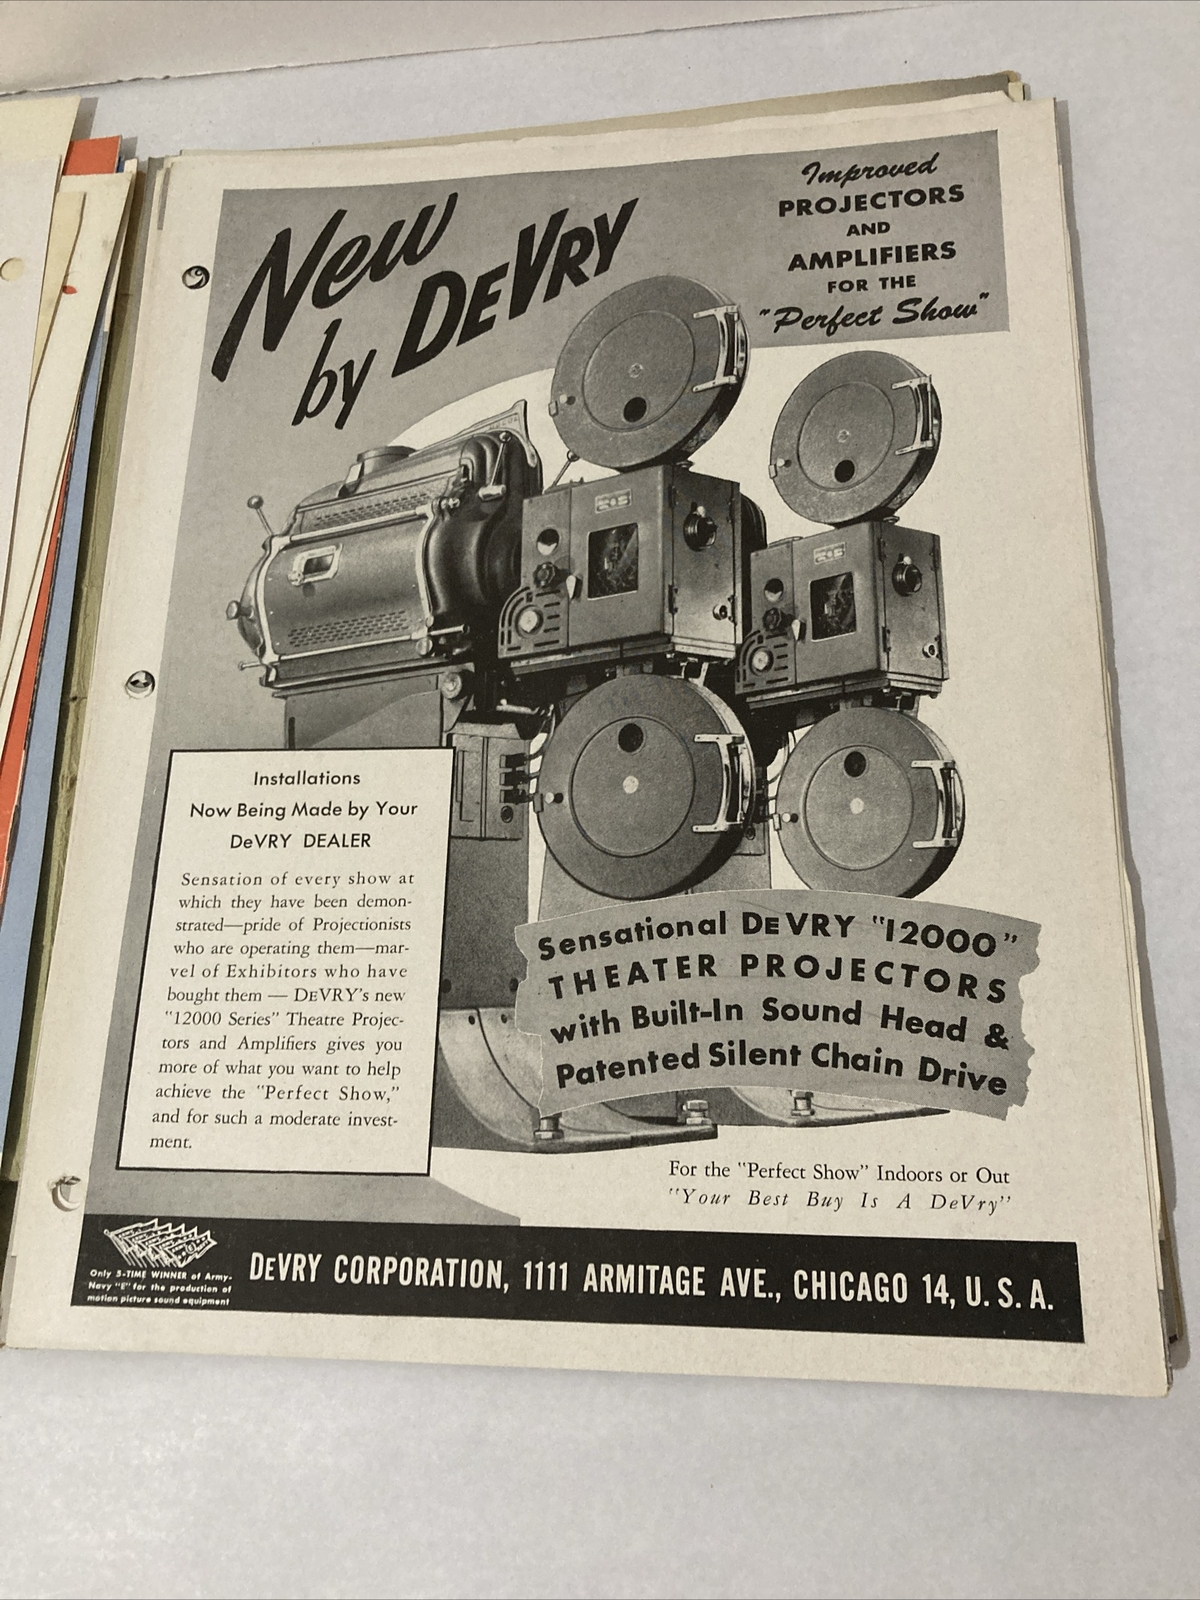 New
by DEVRY
Improved
PROJECTORS
AND
AMPLIFIERS
FOR THE
"Perfect Show"
Installations
Now Being Made by Your
DeVRY DEALER
Sensation of every show at
which they have been demon-
strated—pride of Projectionists
who are operating them—mar-
vel of Exhibitors who have
bought them — DEVRY's new
"12000 Series" Theatre Projec-
tors and Amplifiers gives you
more of what you want to help
achieve the "Perfect Show,"
and for such a moderate invest-
ment.
Sensational DEVRY "12000"
THEATER PROJECTORS
with Built-In Sound Head &
Patented Silent Chain Drive
For the "Perfect Show" Indoors or Out
"Your Best Buy Is A DeVry"
Only 5-TIME WINNER of Army-
Navy "E" for the production of
motion picture sound equipment
DEVRY CORPORATION, 1111 ARMITAGE AVE., CHICAGO 14, U. S. A.